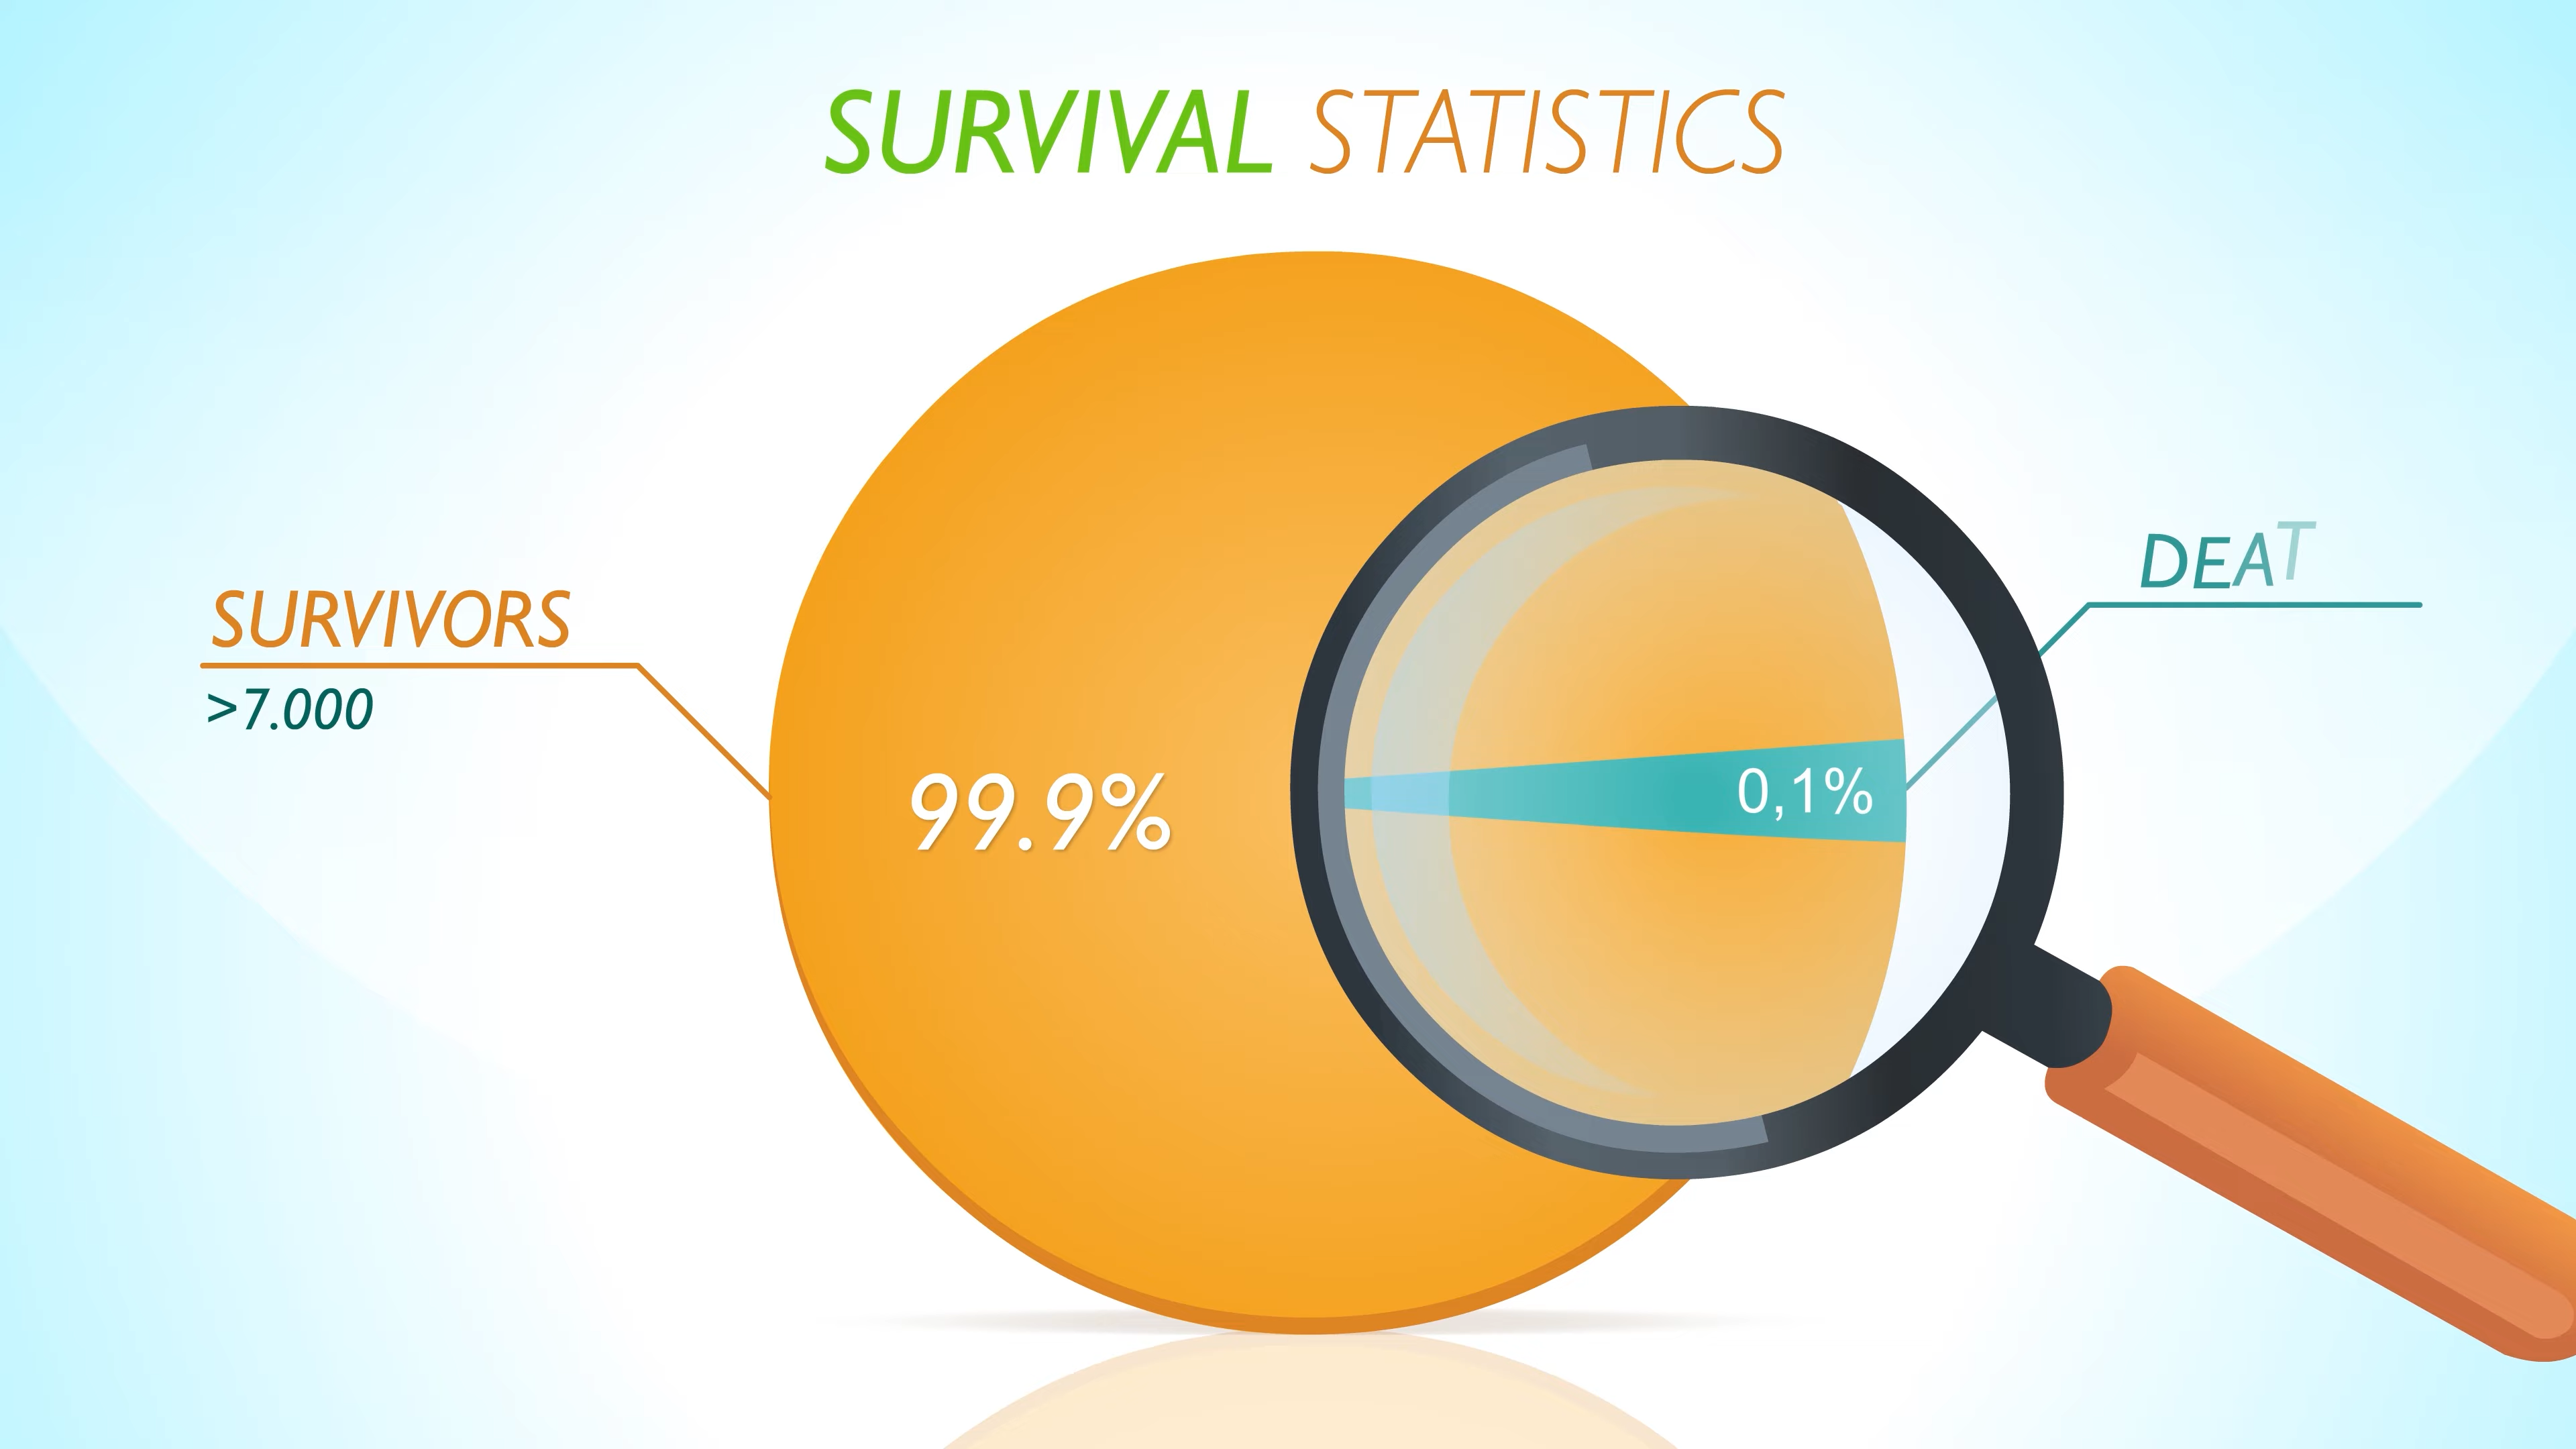 SURVIVAL STATISTICS
SURVIVORS
>7.000
99.9%
0,1%
DEAT